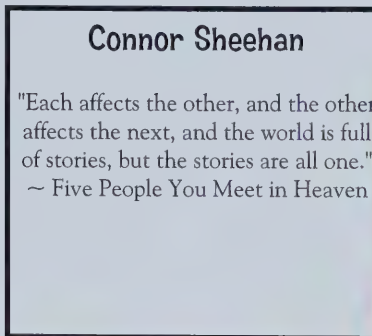 Connor Sheehan
"Each affects the other, and the other
affects the next, and the world is full
of stories, but the stories are all one."
~ Five People You Meet in Heaven